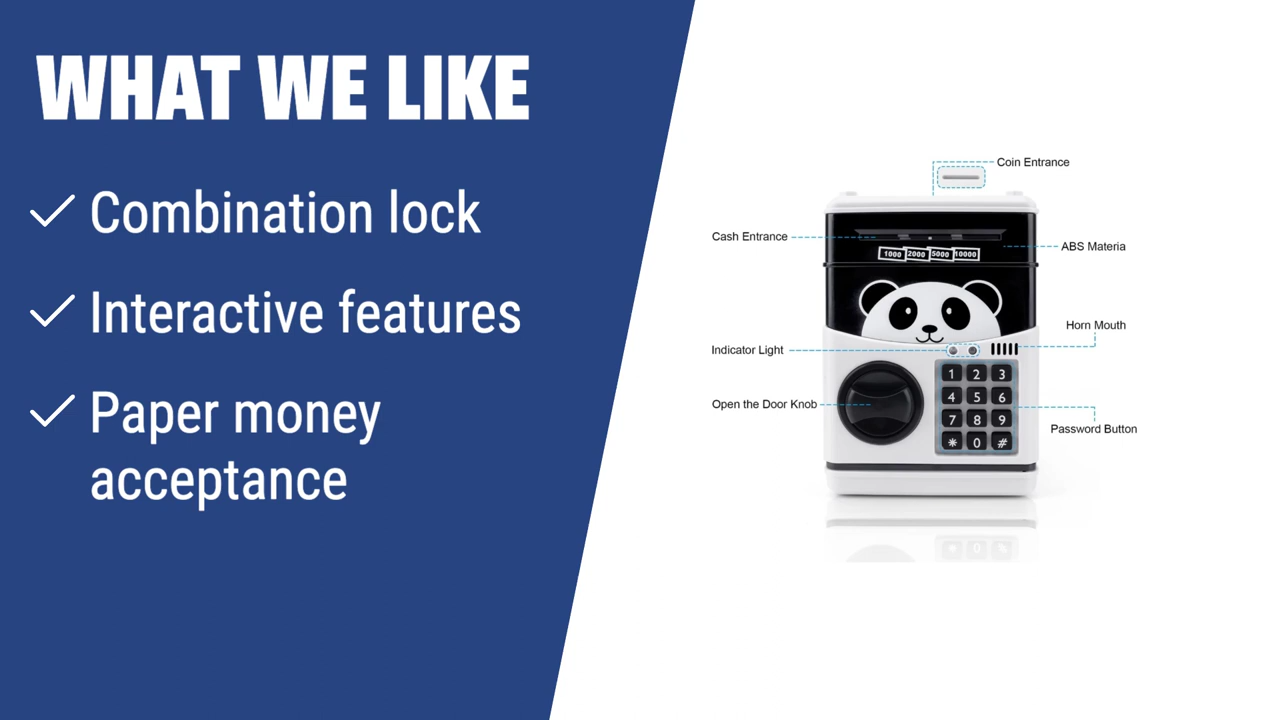 WHAT WE LIKE
Combination lock
Interactive features
Paper money
acceptance
Coin Entrance
Cash Entrance
ABS Materia
1000 2000 5000 10000
Horn Mouth
Indicator Light
1 2 3
Open the Door Knob
4 5 6
7 8 9
Password Button
* 0 #